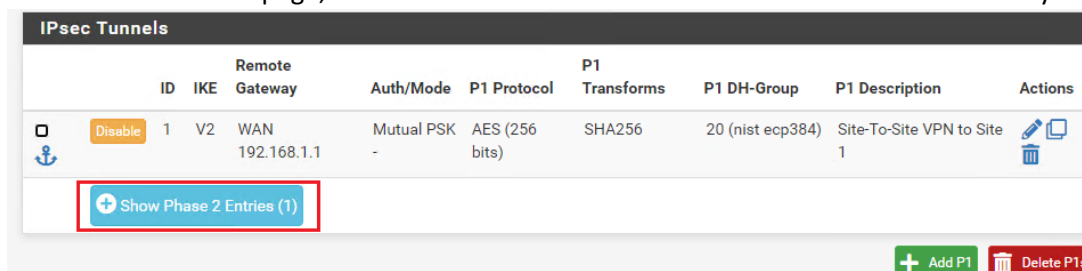 IPsec Tunnels
Remote P1
ID IKE Gateway Auth/Mode P1 Protocol Transforms P1 DH-Group P1 Description Actions
Disable 1 V2 WAN Mutual PSK AES (256 SHA256 20 (nist ecp384) Site-To-Site VPN to Site
192.168.1.1 - bits) 1
Show Phase 2 Entries (1)
Add P1 Delete P1s